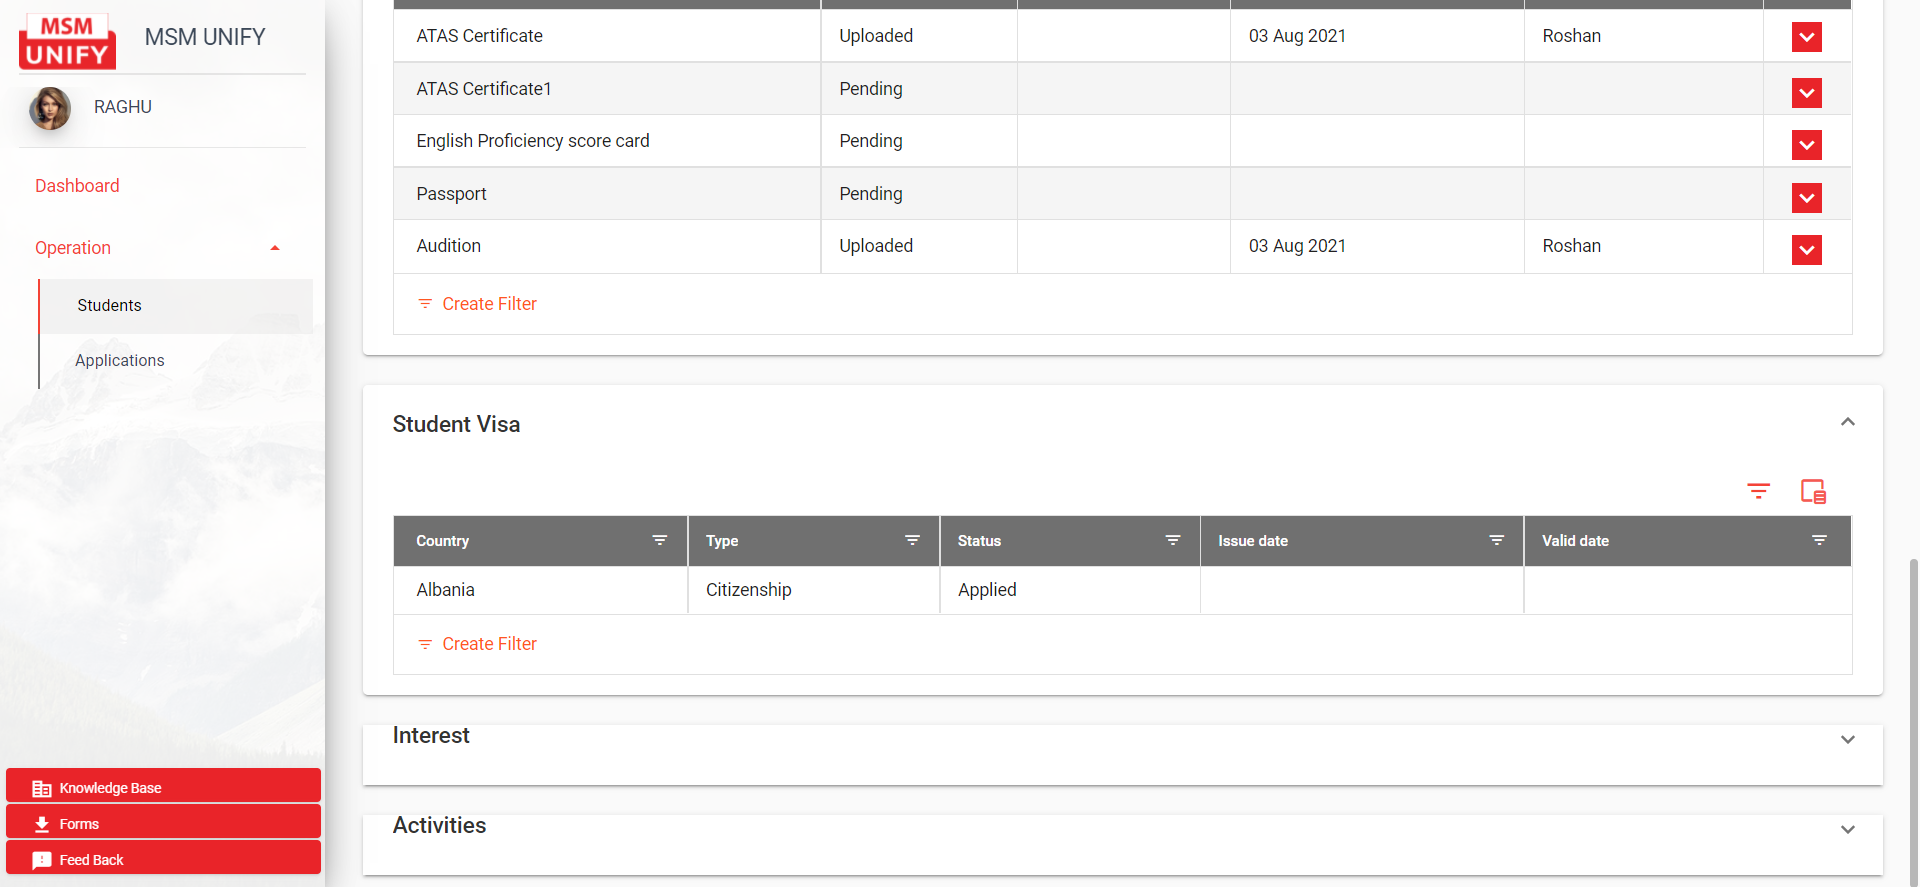 MSM
UNIFY
MSM UNIFY
RAGHU
Dashboard
Operation
Students
Applications
Knowledge Base
Forms
Feed Back
ATAS Certificate Uploaded 03 Aug 2021 Roshan
ATAS Certificate1 Pending
English Proficiency score card Pending
Passport Pending
Audition Uploaded 03 Aug 2021 Roshan
Create Filter
Student Visa
Country Type Status Issue date Valid date
Albania Citizenship Applied
Create Filter
Interest
Activities